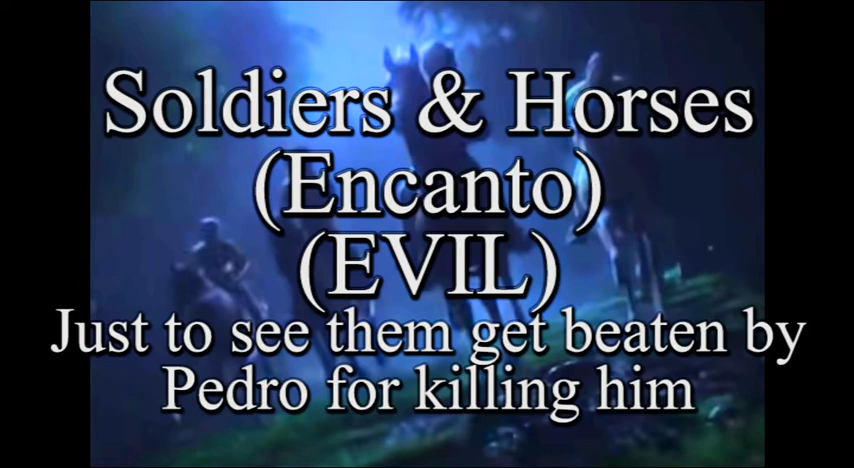 Soldiers & Horses
(Encanto)
(EVIL)
Just to see them get beaten by
Pedro for killing him